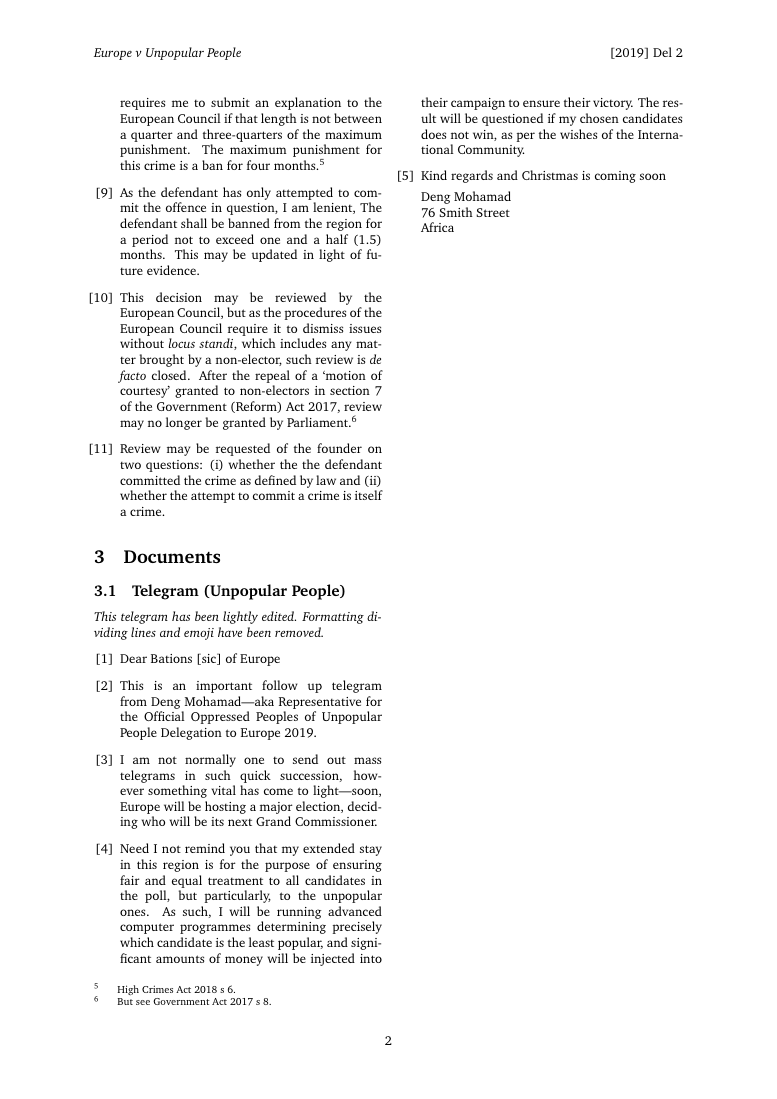 Europe v Unpopular People [2019] Del 2
requires me to submit an explanation to the
European Council if that length is not between
a quarter and three-quarters of the maximum
punishment. The maximum punishment for
this crime is a ban for four months.5
[9] As the defendant has only attempted to com-
mit the offence in question, I am lenient, The
defendant shall be banned from the region for
a period not to exceed one and a half (1.5)
months. This may be updated in light of fu-
ture evidence.
[10] This decision may be reviewed by the
European Council, but as the procedures of the
European Council require it to dismiss issues
without locus standi, which includes any mat-
ter brought by a non-elector, such review is de
facto closed. After the repeal of a ‘motion of
courtesy’ granted to non-electors in section 7
of the Government (Reform) Act 2017, review
may no longer be granted by Parliament.6
[11] Review may be requested of the founder on
two questions: (i) whether the the defendant
committed the crime as defined by law and (ii)
whether the attempt to commit a crime is itself
a crime.
3 Documents
3.1 Telegram (Unpopular People)
This telegram has been lightly edited. Formatting di-
viding lines and emoji have been removed.
[1] Dear Bations [sic] of Europe
[2] This is an important follow up telegram
from Deng Mohamad—aka Representative for
the Official Oppressed Peoples of Unpopular
People Delegation to Europe 2019.
[3] I am not normally one to send out mass
telegrams in such quick succession, how-
ever something vital has come to light—soon,
Europe will be hosting a major election, decid-
ing who will be its next Grand Commissioner.
[4] Need I not remind you that my extended stay
in this region is for the purpose of ensuring
fair and equal treatment to all candidates in
the poll, but particularly, to the unpopular
ones. As such, I will be running advanced
computer programmes determining precisely
which candidate is the least popular, and signi-
ficant amounts of money will be injected into
5 High Crimes Act 2018 s 6.
6 But see Government Act 2017 s 8.
their campaign to ensure their victory. The res-
ult will be questioned if my chosen candidates
does not win, as per the wishes of the Interna-
tional Community.
[5] Kind regards and Christmas is coming soon
Deng Mohamad
76 Smith Street
Africa
2